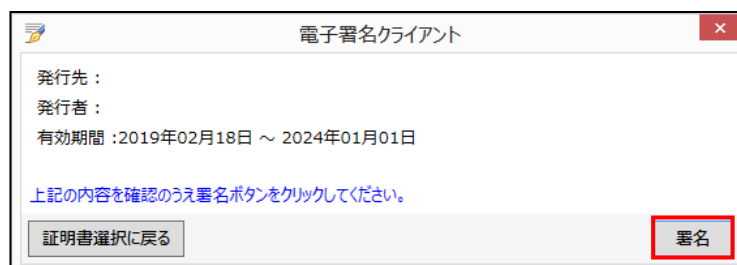 電子署名クライアント
発行先：
発行者：
有効期間：2019年02月18日 ～ 2024年01月01日
上記の内容を確認のうえ署名ボタンをクリックしてください。
証明書選択に戻る
署名